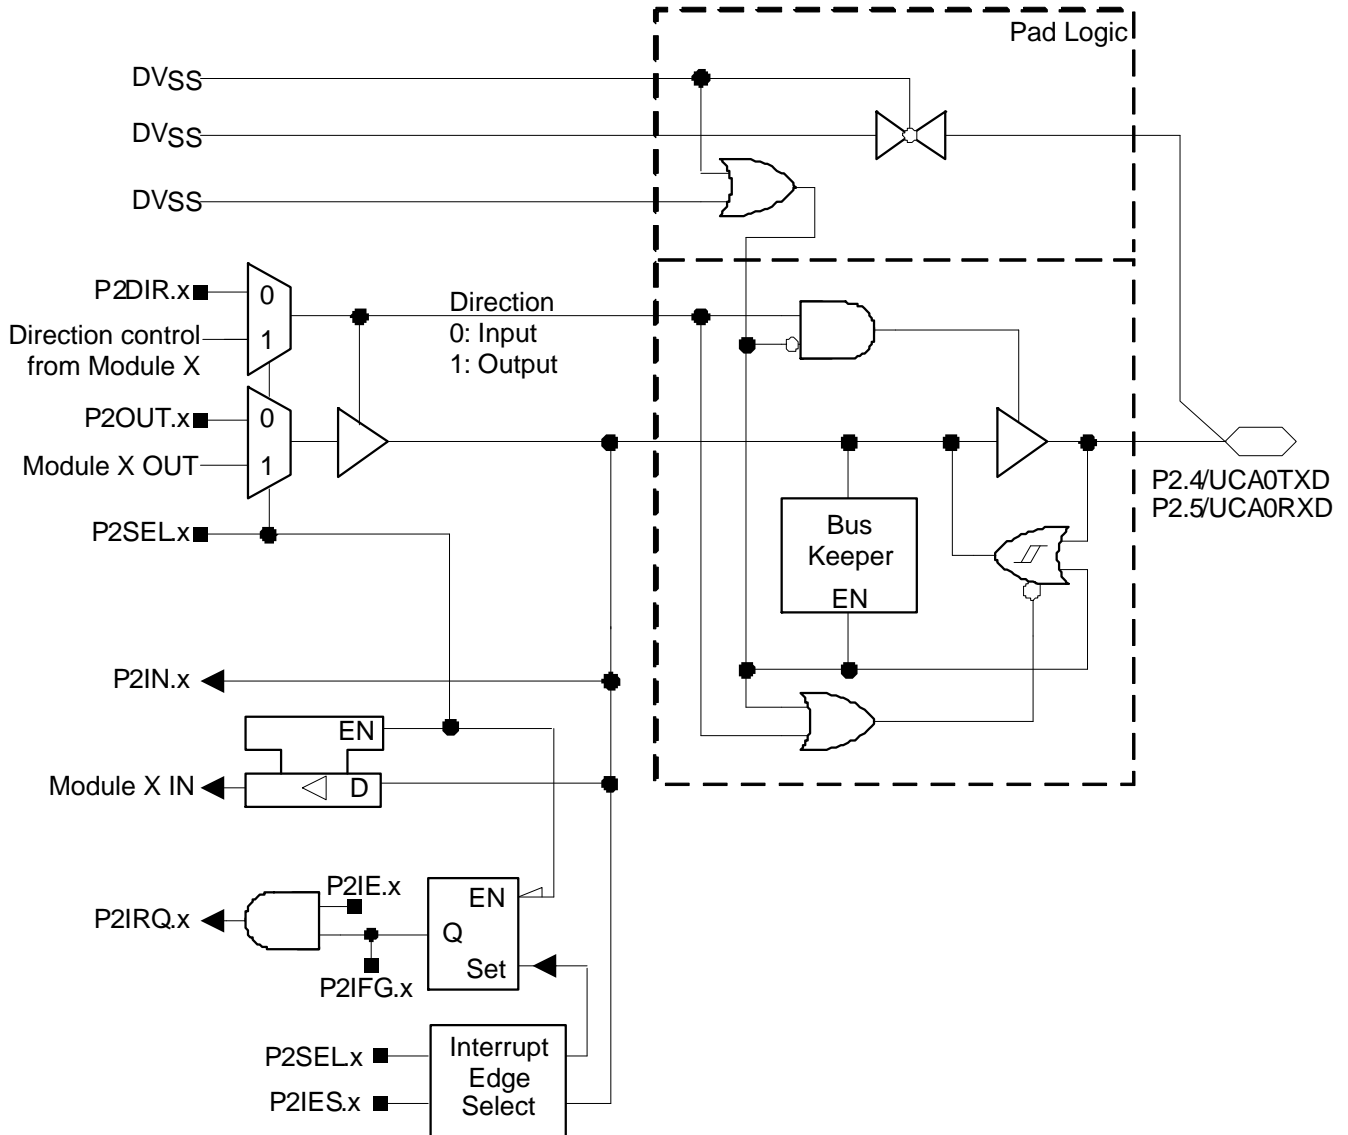 Pad Logic
DVSS
DVSS
DVSS
P2DIR.x
0
1
Direction control
from Module X
Direction
0: Input
1: Output
P2OUT.x
0
1
Module X OUT
P2SEL.x
P2.4/UCA0TXD
P2.5/UCA0RXD
Bus
Keeper
EN
P2IN.x
EN
Module X IN
D
P2IE.x
EN
P2IRQ.x
Q
Set
P2IFG.x
P2SEL.x
P2IES.x
Interrupt
Edge
Select